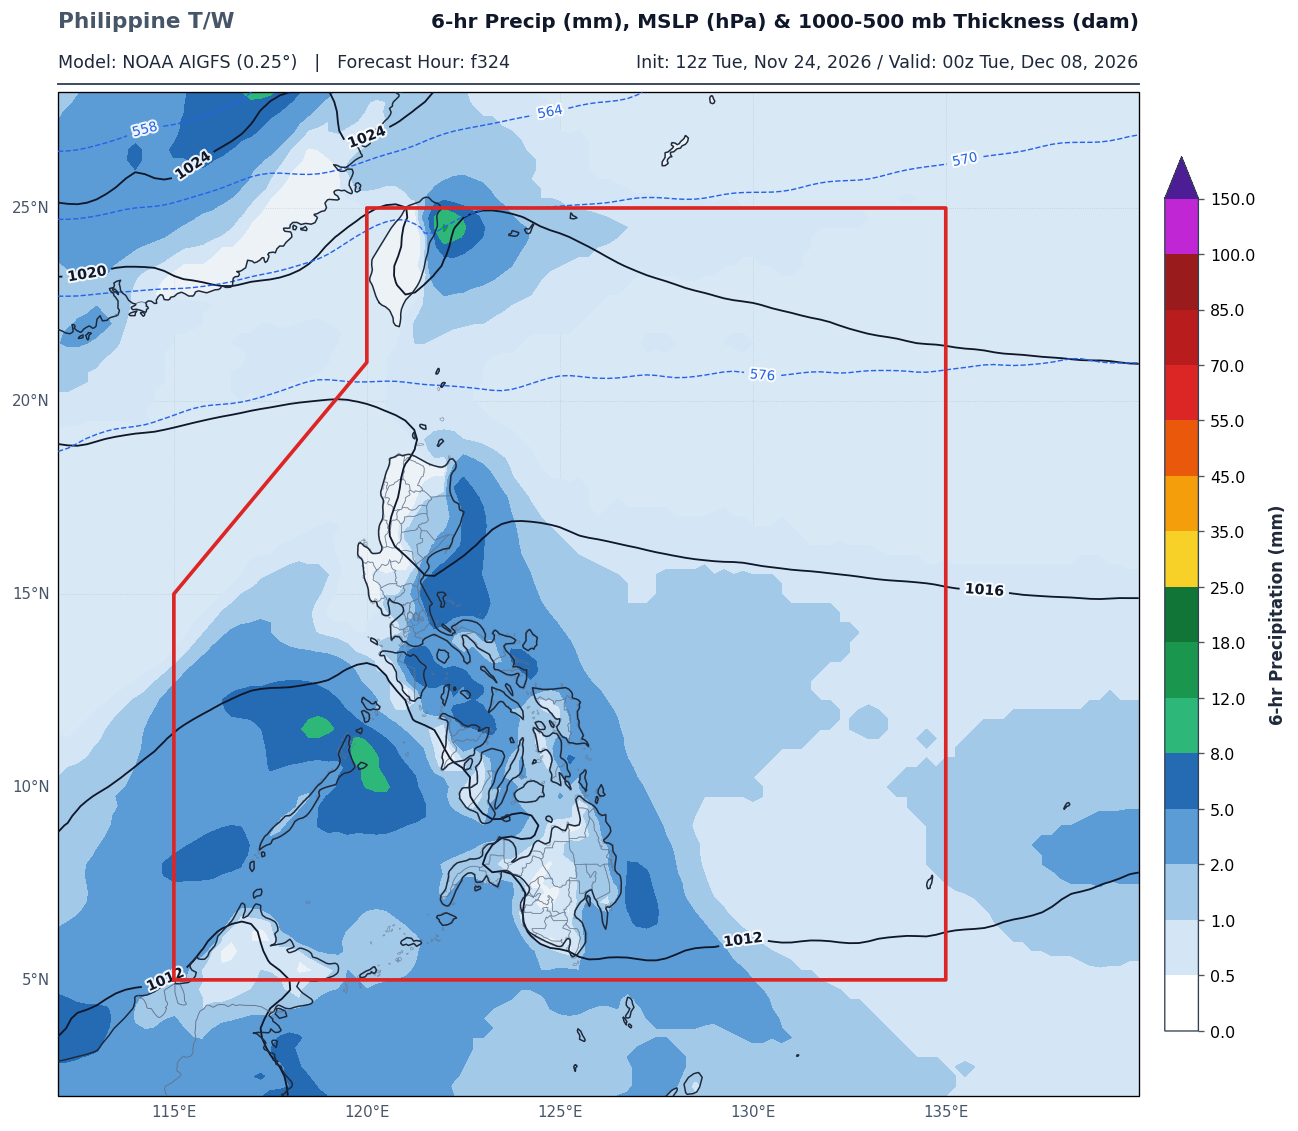 Philippine T/W
6-hr Precip (mm), MSLP (hPa) & 1000-500 mb Thickness (dam)
Model: NOAA AIGFS (0.25°) | Forecast Hour: f324
Init: 12z Tue, Nov 24, 2026 / Valid: 00z Tue, Dec 08, 2026
558
564
1024
1024
570
25°N
1020
576
20°N
1016
15°N
10°N
1012
1012
5°N
115°E
120°E
125°E
130°E
135°E
150.0
100.0
85.0
70.0
55.0
45.0
35.0
25.0
18.0
12.0
8.0
5.0
2.0
1.0
0.5
0.0
6-hr Precipitation (mm)